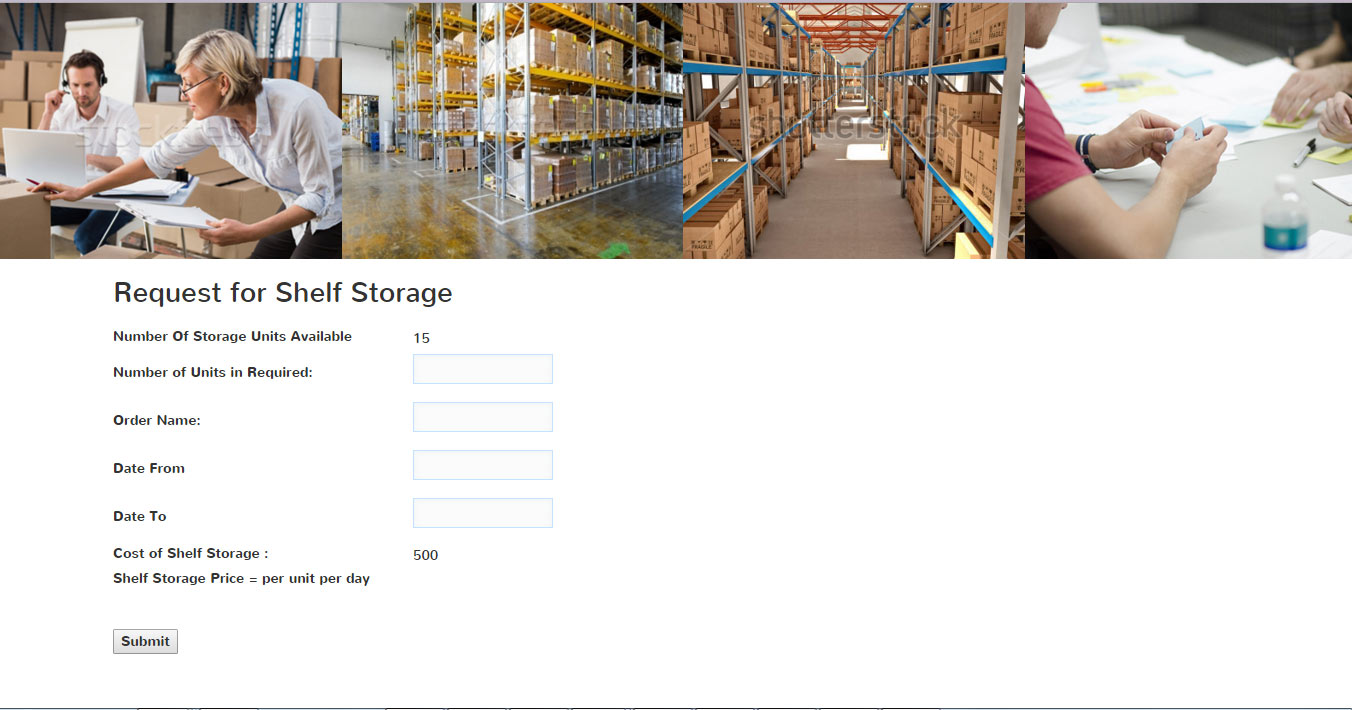 shutterstock
Request for Shelf Storage
Number Of Storage Units Available 15
Number of Units in Required:
Order Name:
Date From
Date To
Cost of Shelf Storage : 500
Shelf Storage Price = per unit per day
Submit